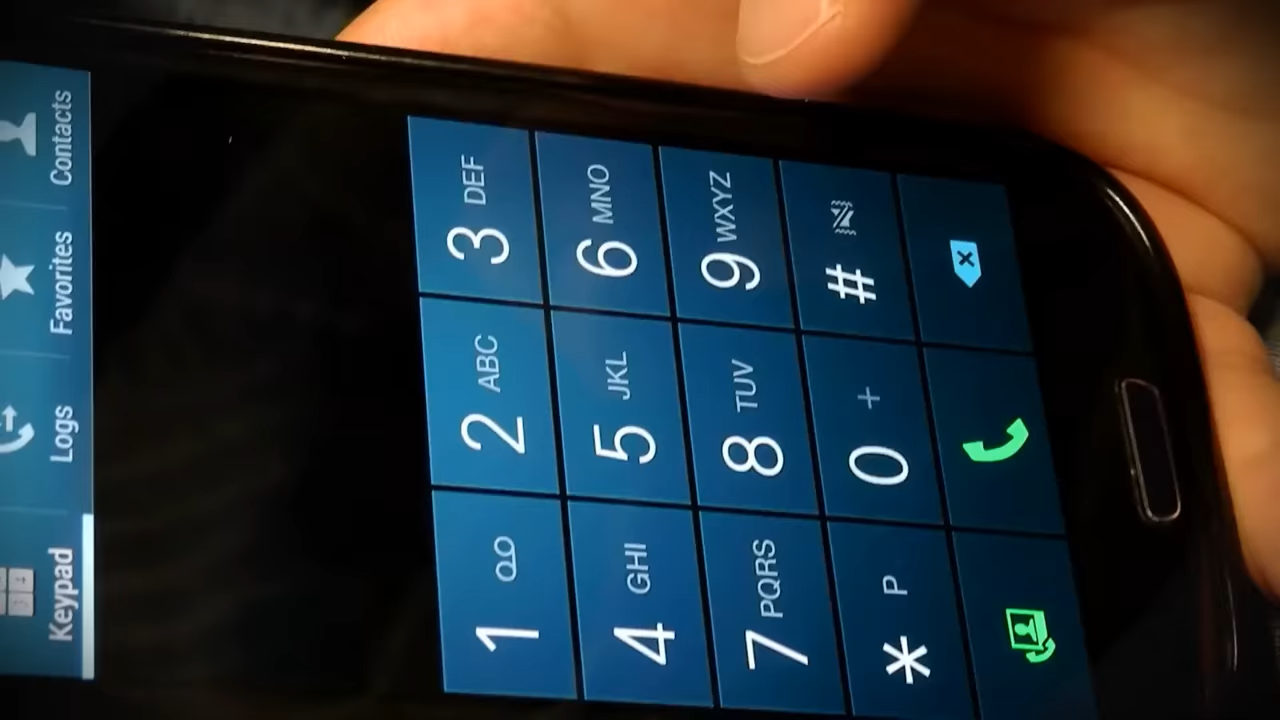 Keypad Logs Favorites Contacts
1 2 ABC 3 DEF
4 GHI 5 JKL 6 MNO
7 PQRS 8 TUV 9 WXYZ
* P 0 + #